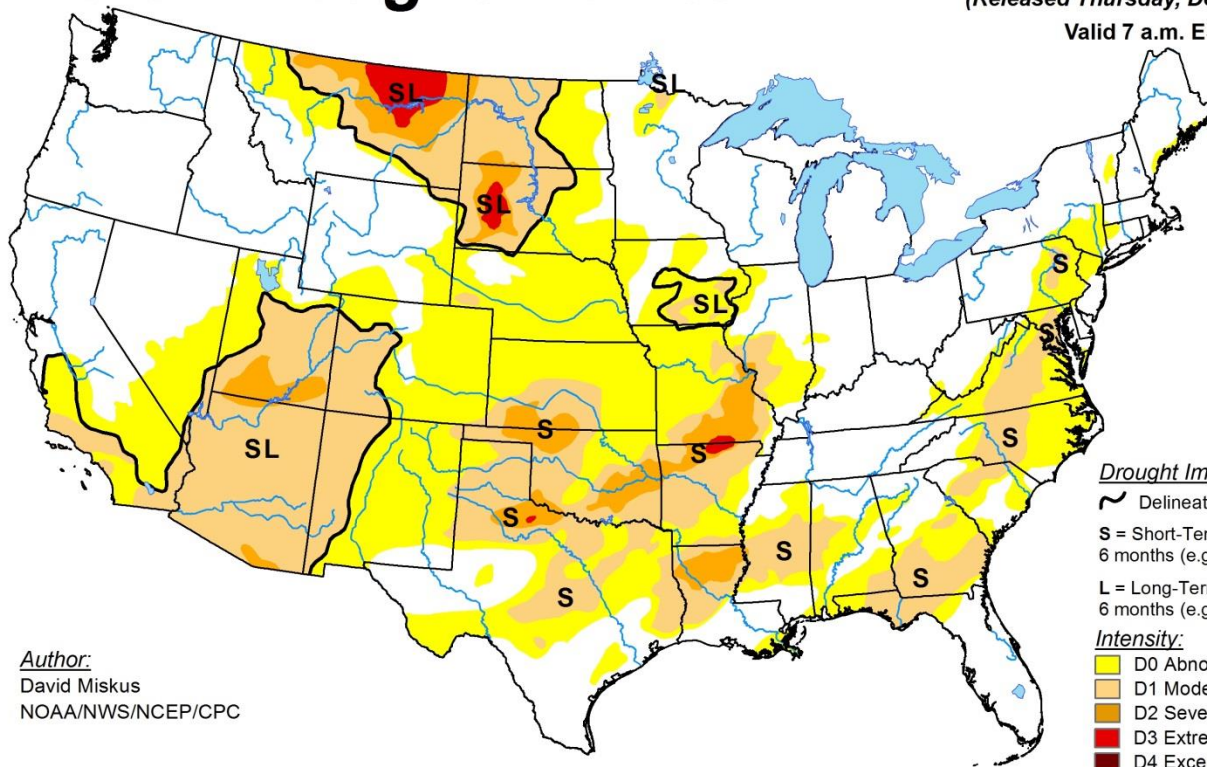 (Released Thursday, D
Valid 7 a.m. E
SL
SL
SL
SL
S
S
SL
S
S
S
S
S
S
S
Author:
David Miskus
NOAA/NWS/NCEP/CPC
Drought Im
Delineat
S = Short-Ter
6 months (e.g
L = Long-Term
6 months (e.g
Intensity:
D0 Abno
D1 Mode
D2 Seve
D3 Extre
D4 Exce